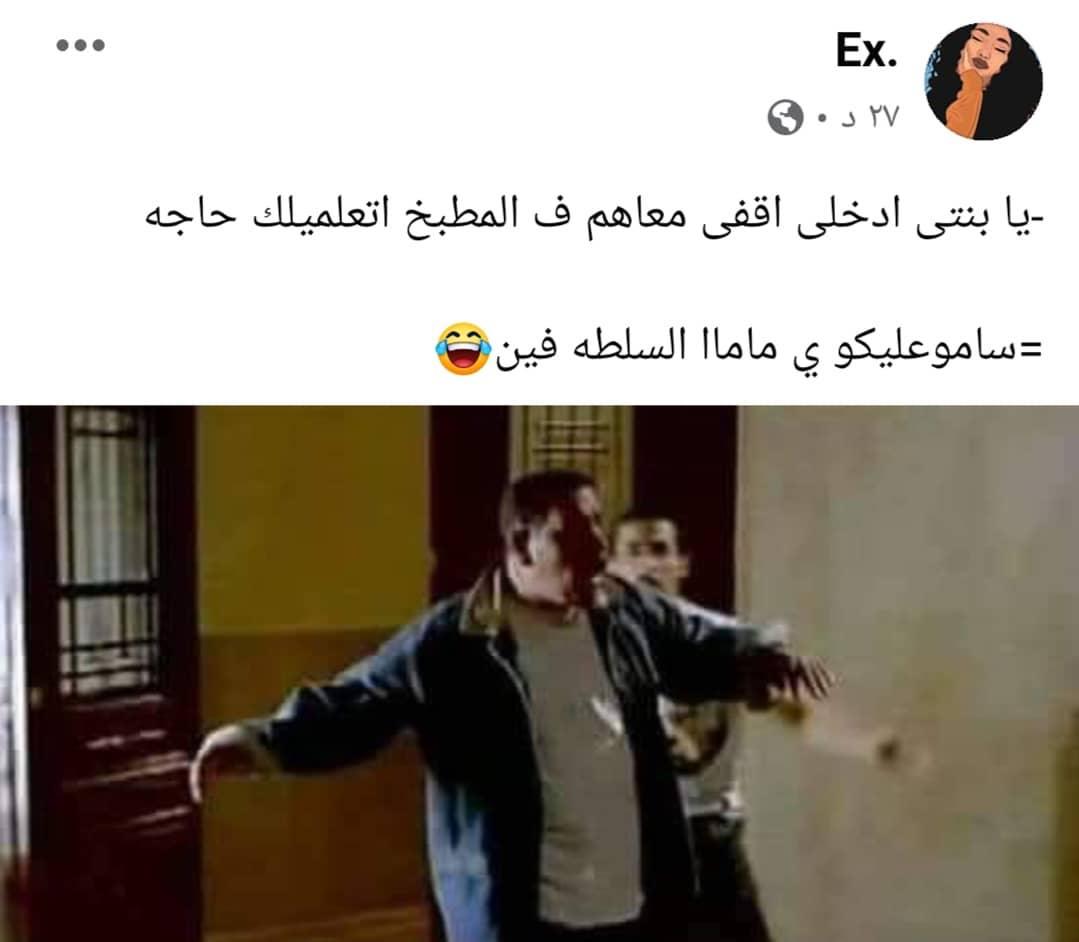 Ex.
٢٧ د •
-يا بنتى ادخلى اقفى معاهم ف المطبخ اتعلميلك حاجه
=ساموعليكو ي ماماا السلطه فين😂